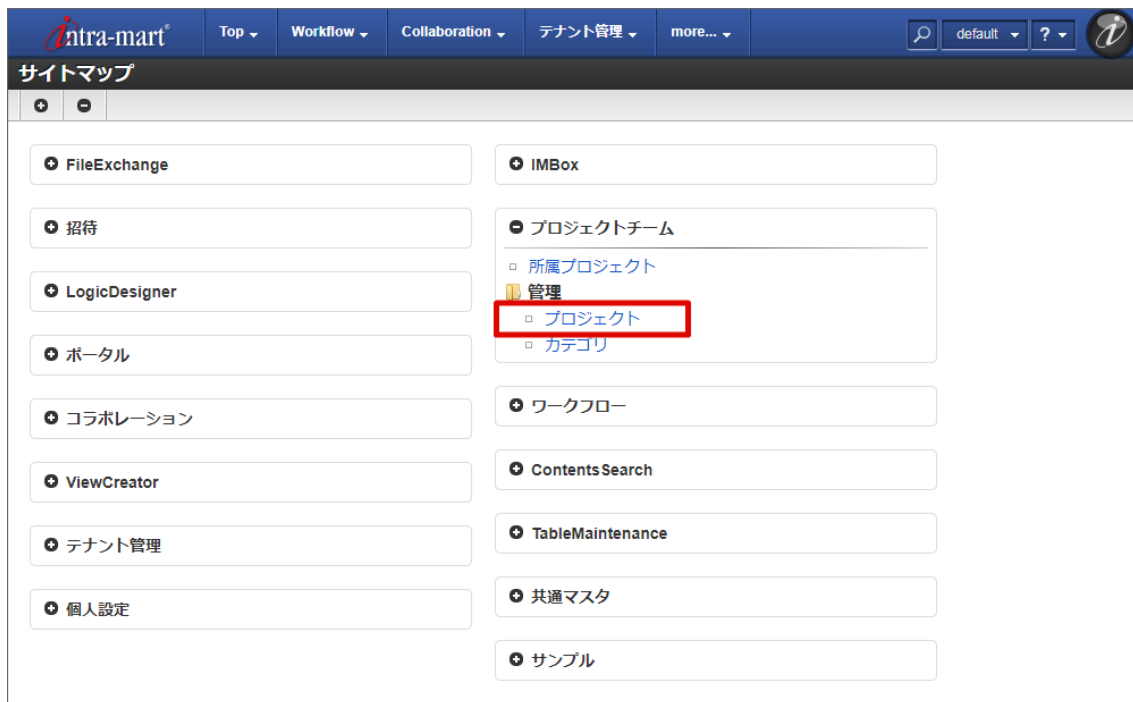 intra-mart®
Top
Workflow
Collaboration
テナント管理
more...
default
?
サイトマップ
FileExchange
招待
LogicDesigner
ポータル
コラボレーション
ViewCreator
テナント管理
個人設定
IMBox
プロジェクトチーム
所属プロジェクト
管理
プロジェクト
カテゴリ
ワークフロー
ContentsSearch
TableMaintenance
共通マスタ
サンプル